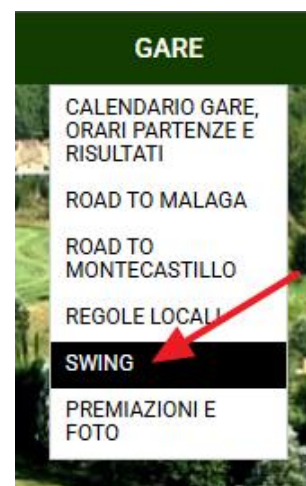 GARE
CALENDARIO GARE,
ORARI PARTENZE E
RISULTATI
ROAD TO MALAGA
ROAD TO
MONTECASTILLO
REGOLE LOCALI
SWING
PREMIAZIONI E
FOTO